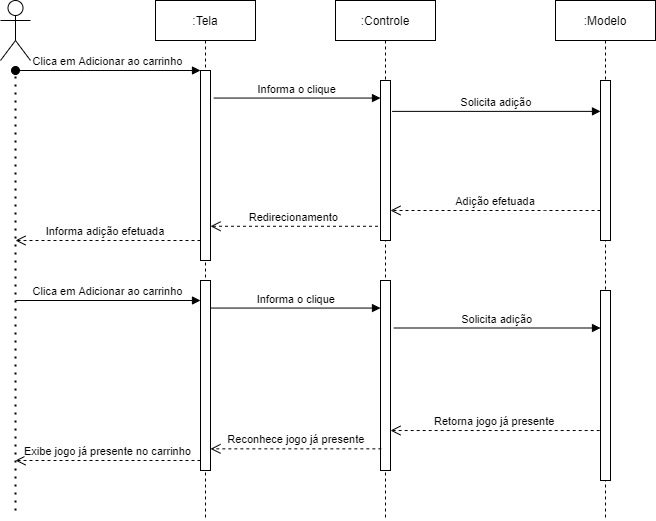 :Tela
:Controle
:Modelo
Clica em Adicionar ao carrinho
Informa o clique
Solicita adição
Adição efetuada
Redirecionamento
Informa adição efetuada
Clica em Adicionar ao carrinho
Informa o clique
Solicita adição
Retorna jogo já presente
Reconhece jogo já presente
Exibe jogo já presente no carrinho